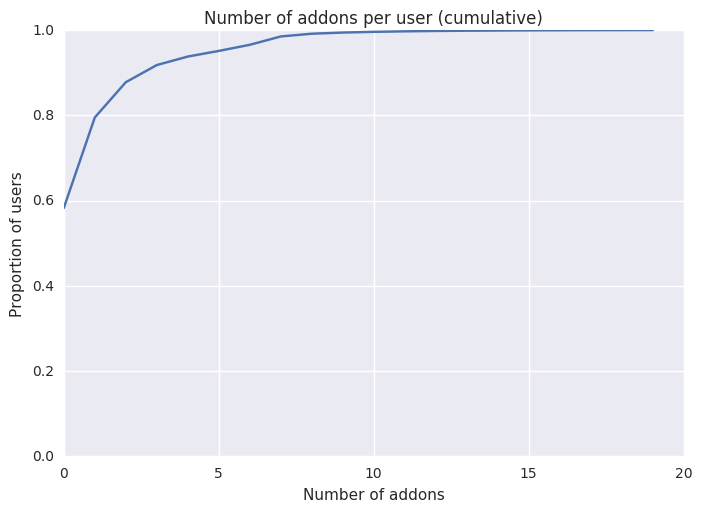 Number of addons per user (cumulative)
1.0
0.8
0.6
0.4
0.2
0.0
Proportion of users
0 5 10 15 20
Number of addons